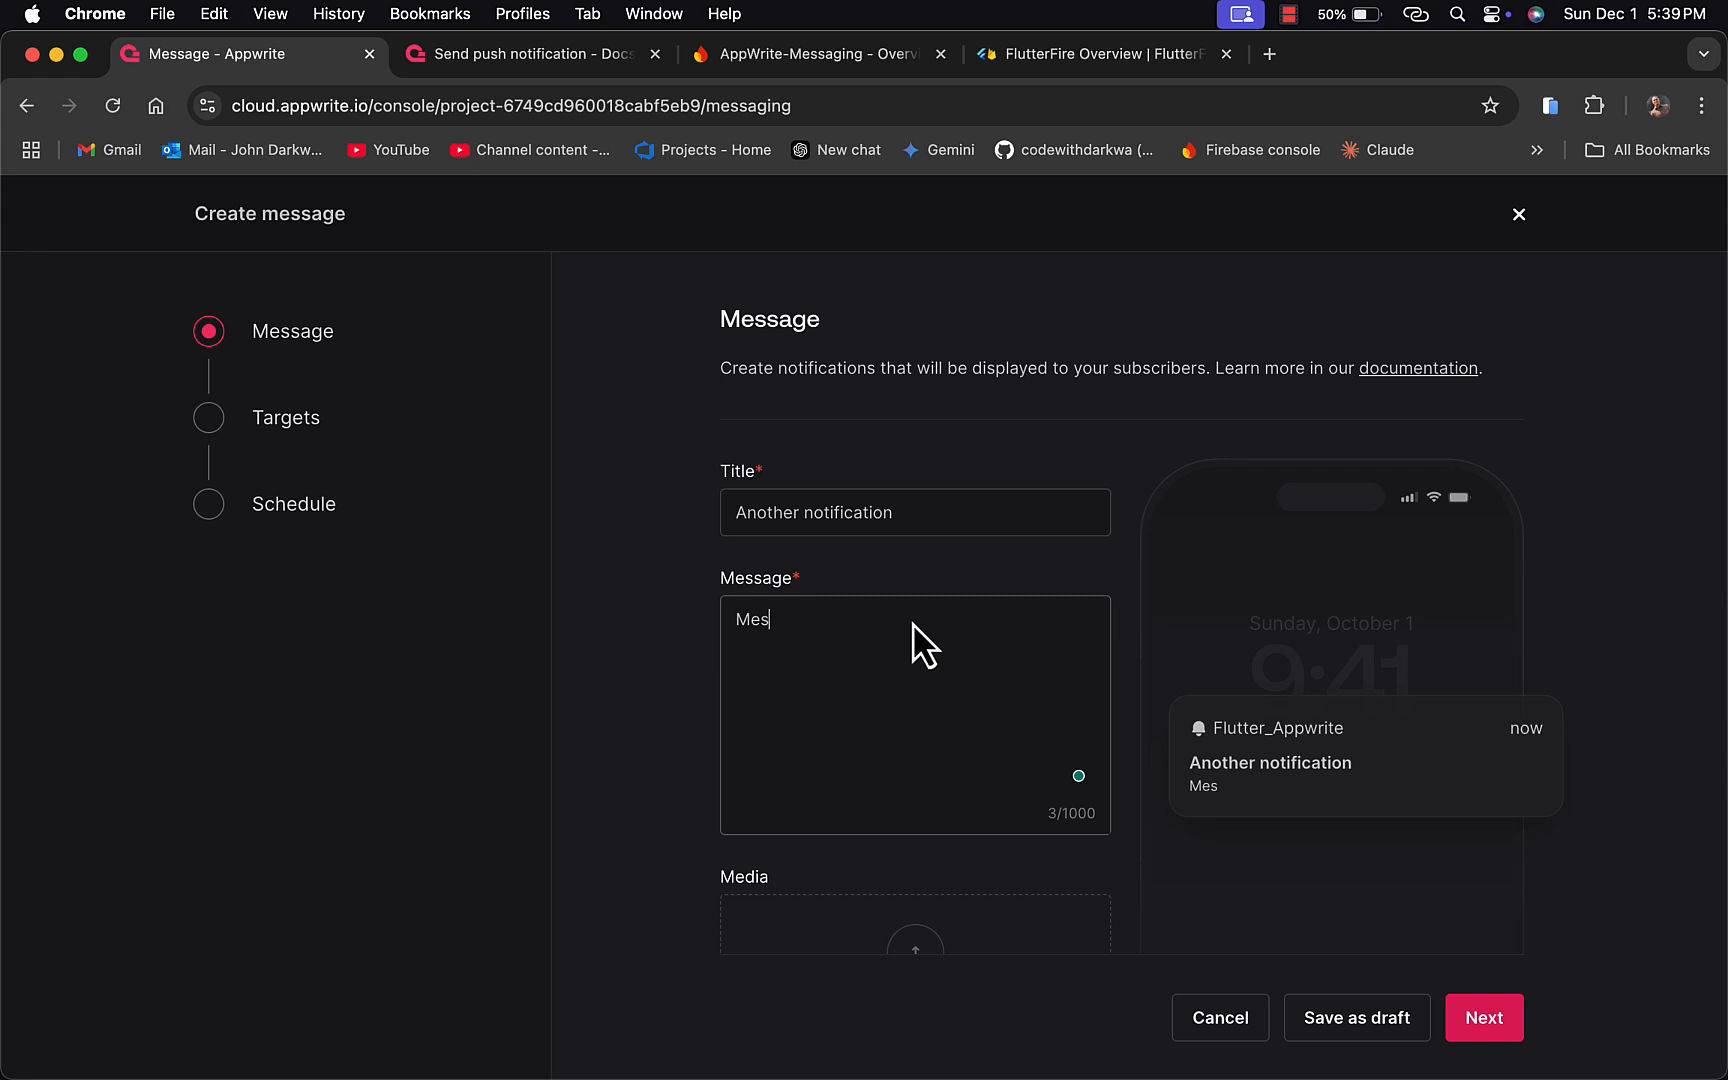 Chrome File Edit View History Bookmarks Profiles Tab Window Help 50% Sun Dec 1 5:39 PM
Message - Appwrite Send push notification - Docs AppWrite-Messaging - Overvi FlutterFire Overview | FlutterF
cloud.appwrite.io/console/project-6749cd960018cabf5eb9/messaging
Gmail Mail - John Darkw... YouTube Channel content -... Projects - Home New chat Gemini codewithdarkwa (... Firebase console Claude All Bookmarks
Create message
Message
Targets
Schedule
Message
Create notifications that will be displayed to your subscribers. Learn more in our documentation.
Title*
Another notification
Message*
Mes
3/1000
Media
Sunday, October 1
9:41
Flutter_Appwrite now
Another notification
Mes
Cancel Save as draft Next